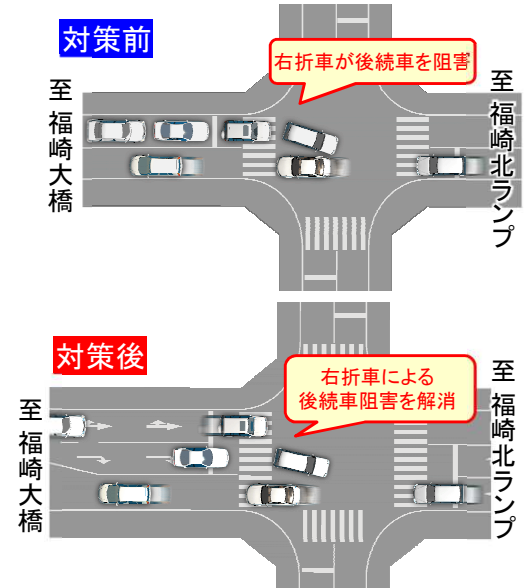 対策前
右折車が後続車を阻害
至 福崎大橋
至 福崎北ランプ
対策後
右折車による
後続車阻害を解消
至 福崎大橋
至 福崎北ランプ